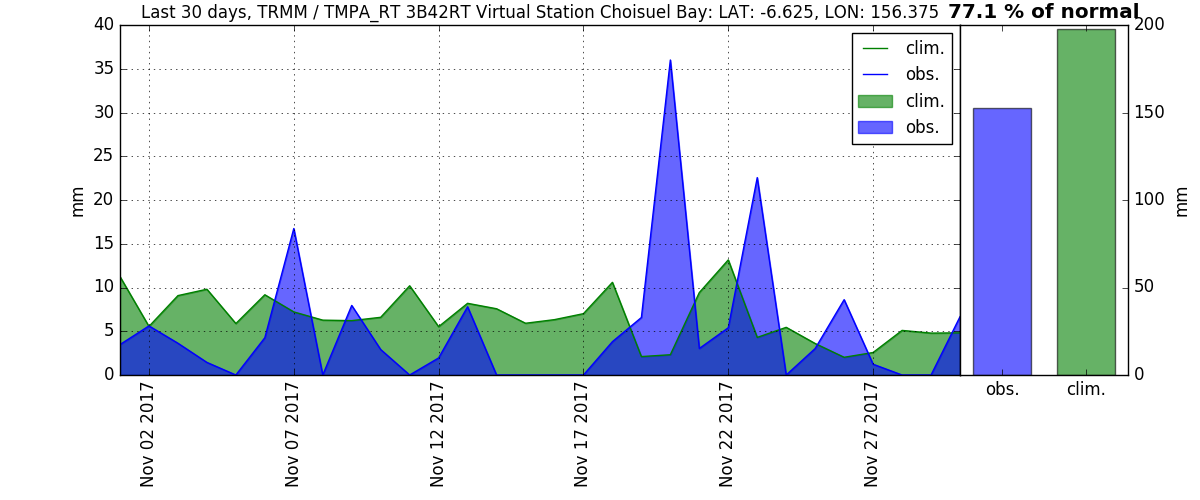 Last 30 days, TRMM / TMPA_RT 3B42RT Virtual Station Choisuel Bay: LAT: -6.625, LON: 156.375
77.1 % of normal
mm
40
35
30
25
20
15
10
5
0
clim.
obs.
clim.
obs.
Nov 02 2017
Nov 07 2017
Nov 12 2017
Nov 17 2017
Nov 22 2017
Nov 27 2017
200
150
100
50
0
mm
obs.
clim.